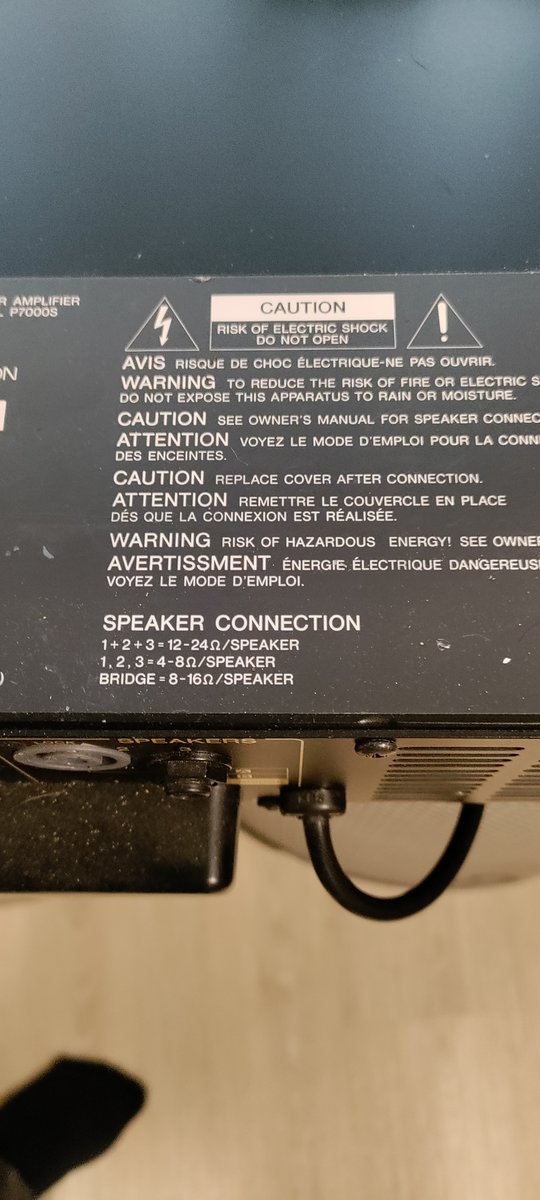 R AMPLIFIER
P7000S
ON
CAUTION
RISK OF ELECTRIC SHOCK
DO NOT OPEN
AVIS RISQUE DE CHOC ÉLECTRIQUE-NE PAS OUVRIR.
WARNING TO REDUCE THE RISK OF FIRE OR ELECTRIC S
DO NOT EXPOSE THIS APPARATUS TO RAIN OR MOISTURE.
CAUTION SEE OWNER'S MANUAL FOR SPEAKER CONNEC
ATTENTION VOYEZ LE MODE D'EMPLOI POUR LA CONN
DES ENCEINTES.
CAUTION REPLACE COVER AFTER CONNECTION.
ATTENTION REMETTRE LE COUVERCLE EN PLACE
DÉS QUE LA CONNEXION EST RÉALISÉE.
WARNING RISK OF HAZARDOUS ENERGY! SEE OWNER
AVERTISSMENT ÉNERGIE ÉLECTRIQUE DANGEREUS
VOYEZ LE MODE D'EMPLOI.
SPEAKER CONNECTION
1+2+3=12-24Ω/SPEAKER
1, 2, 3=4-8Ω/SPEAKER
BRIDGE=8-16Ω/SPEAKER
SPEAKERS